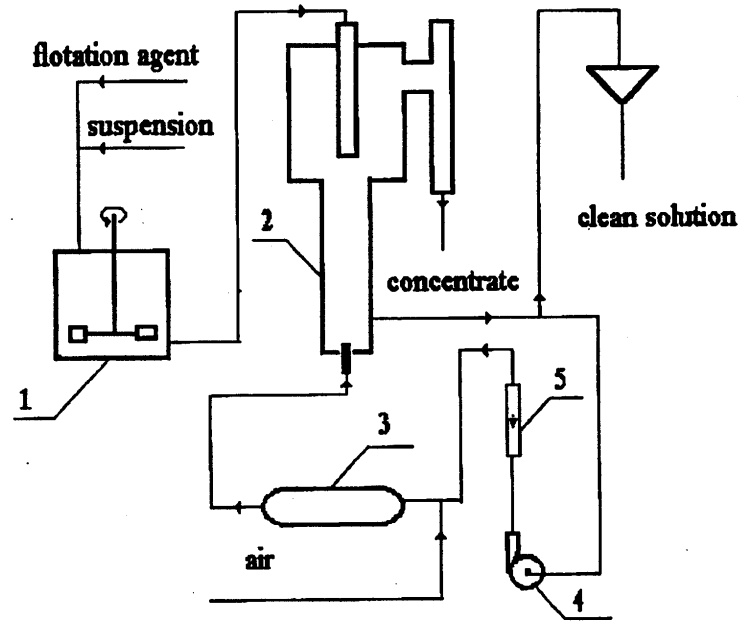 flotation agent
suspension
clean solution
2
concentrate
1
5
3
air
4